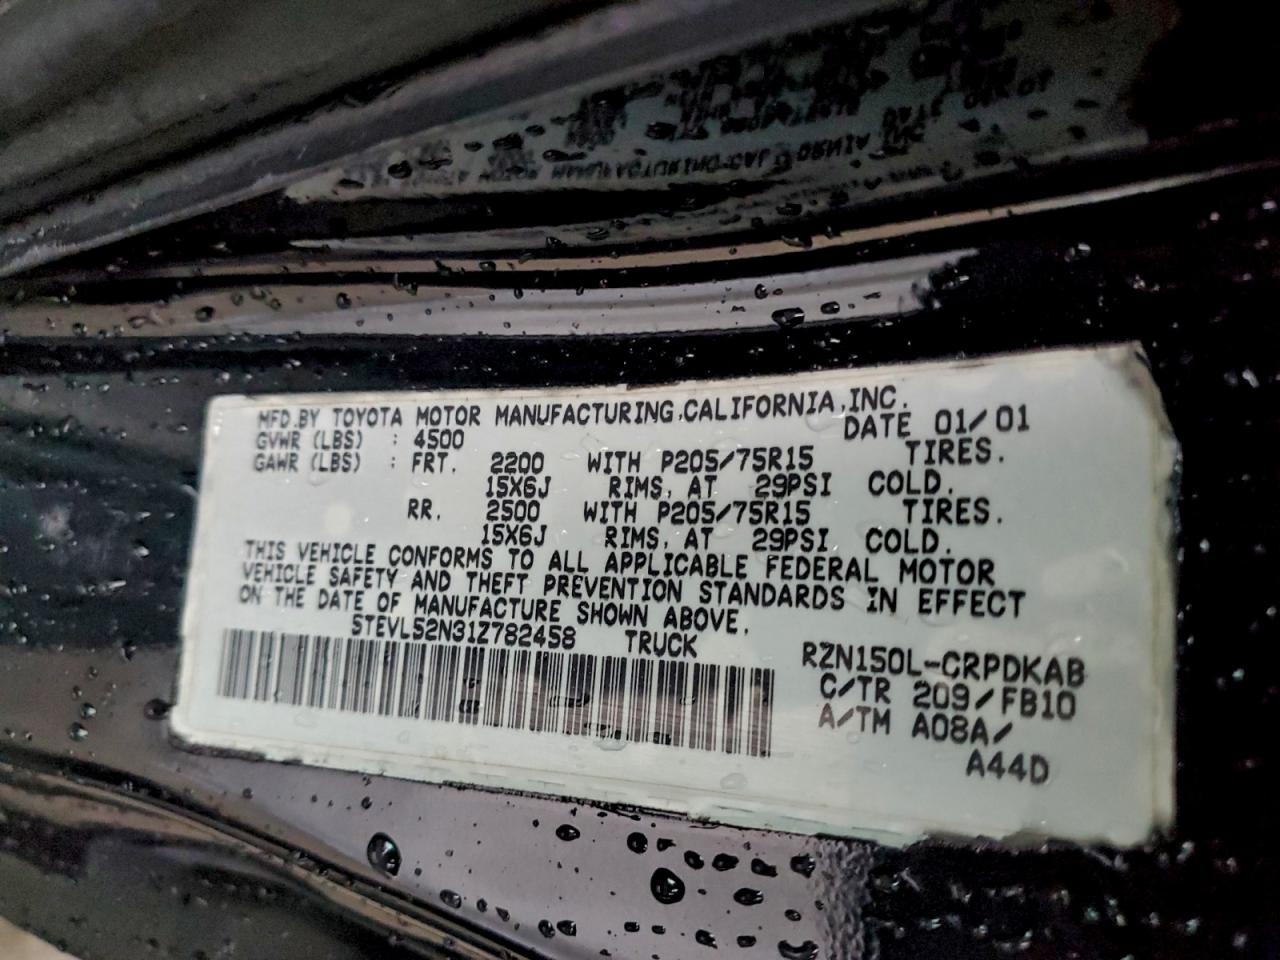 MFD.BY TOYOTA MOTOR MANUFACTURING,CALIFORNIA,INC.
GVWR (LBS) : 4500 DATE 01/01
GAWR (LBS) : FRT. 2200 WITH P205/75R15 TIRES.
15X6J RIMS, AT 29PSI COLD.
RR. 2500 WITH P205/75R15 TIRES.
15X6J RIMS, AT 29PSI COLD.
THIS VEHICLE CONFORMS TO ALL APPLICABLE FEDERAL MOTOR
VEHICLE SAFETY AND THEFT PREVENTION STANDARDS IN EFFECT
ON THE DATE OF MANUFACTURE SHOWN ABOVE.
5TEVL52N31Z782458 TRUCK
RZN150L-CRPDKAB
C/TR 209/FB10
A/TM A08A/
A44D